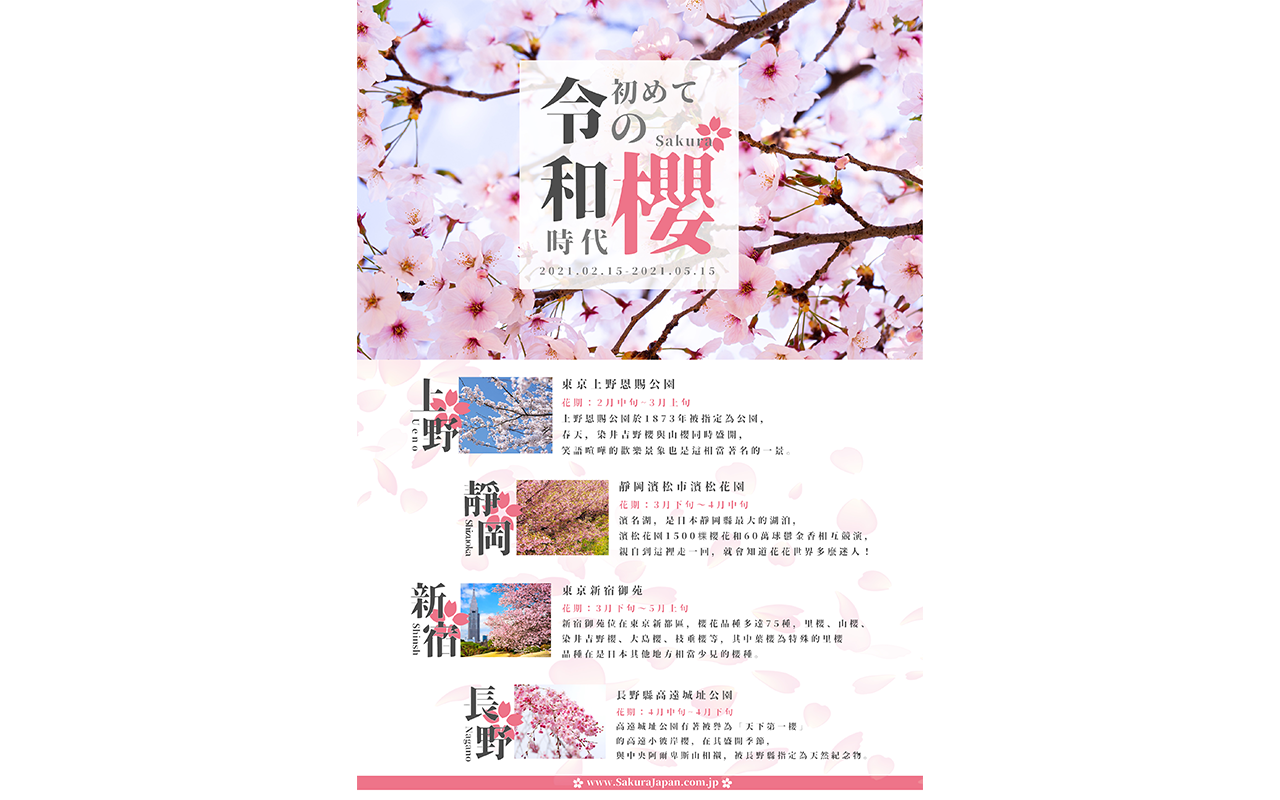 令和
時代
初めて
の
Sakura
櫻
2021.02.15-2021.05.15
上野
Ueno
東京上野恩賜公園
花期：2月中旬-3月上旬
上野恩賜公園於1873年被指定為公園，
春天，染井吉野櫻與山櫻同時盛開，
笑語喧嘩的歡樂景象也是這相當著名的一景。
靜岡
Shizuoka
靜岡濱松市濱松花園
花期：3月下旬～4月中旬
濱名湖，是日本靜岡縣最大的湖泊，
濱松花園1500棵櫻花和60萬球鬱金香相互競演，
親自到這裡走一回，就會知道花花世界多麼迷人！
新宿
Shinsh
東京新宿御苑
花期：3月下旬～5月上旬
新宿御苑位在東京新都區，櫻花品種多達75種，里櫻、山櫻、
染井吉野櫻、大島櫻、枝垂櫻等，其中葉櫻為特殊的里櫻
品種在是日本其他地方相當少見的櫻種。
長野
Nagano
長野縣高遠城址公園
花期：4月中旬-4月下旬
高遠城址公園有著被譽為「天下第一櫻」
的高遠小彼岸櫻，在其盛開季節，
與中央阿爾卑斯山相襯，被長野縣指定為天然紀念物。
www.SakuraJapan.com.jp